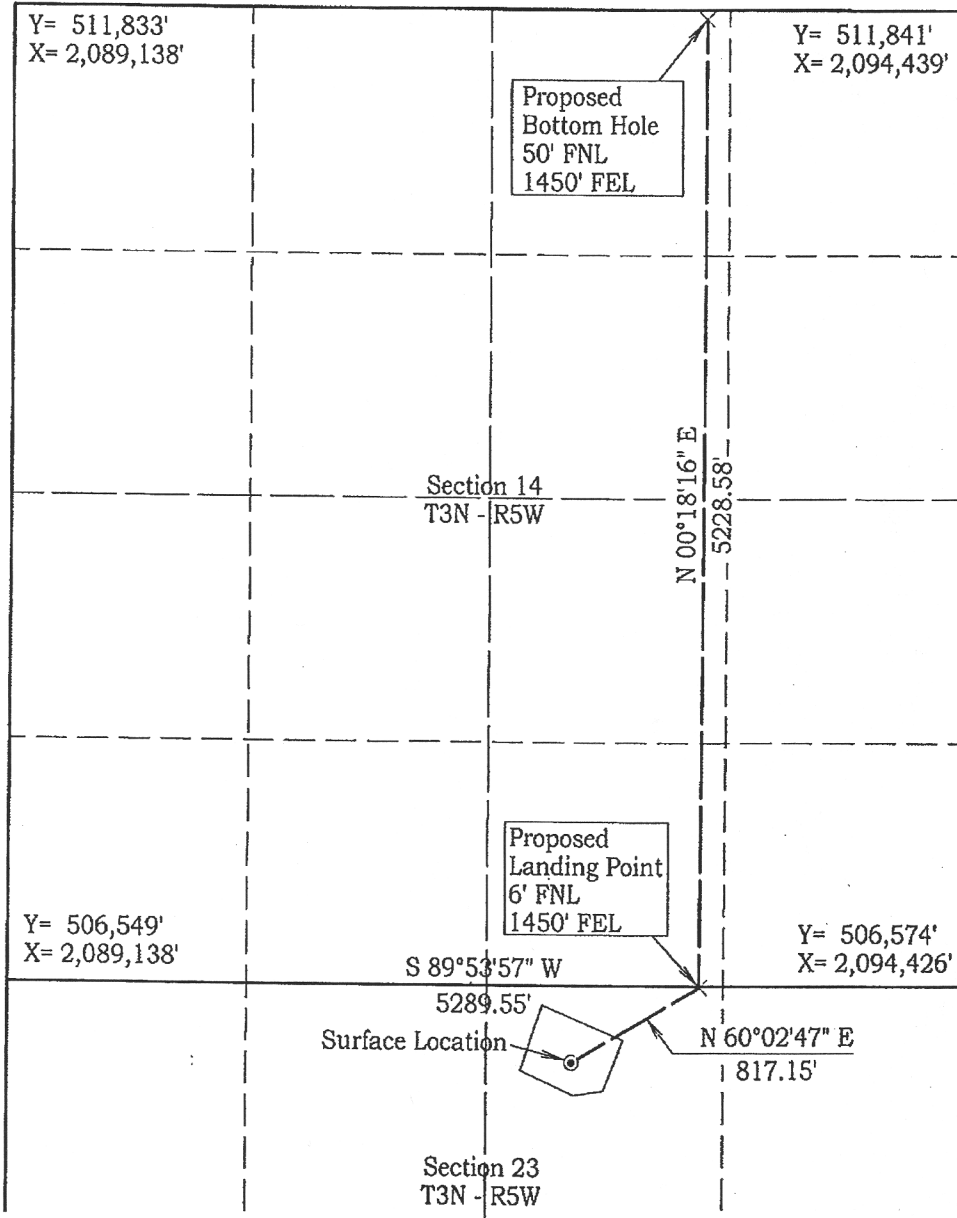 Y= 511,833'
X= 2,089,138'
Y= 511,841'
X= 2,094,439'
Proposed
Bottom Hole
50' FNL
1450' FEL
N 00°18'16" E
5228.58'
Section 14
T3N - R5W
Proposed
Landing Point
6' FNL
1450' FEL
Y= 506,549'
X= 2,089,138'
Y= 506,574'
X= 2,094,426'
S 89°53'57" W
5289.55'
Surface Location
N 60°02'47" E
817.15'
Section 23
T3N - R5W